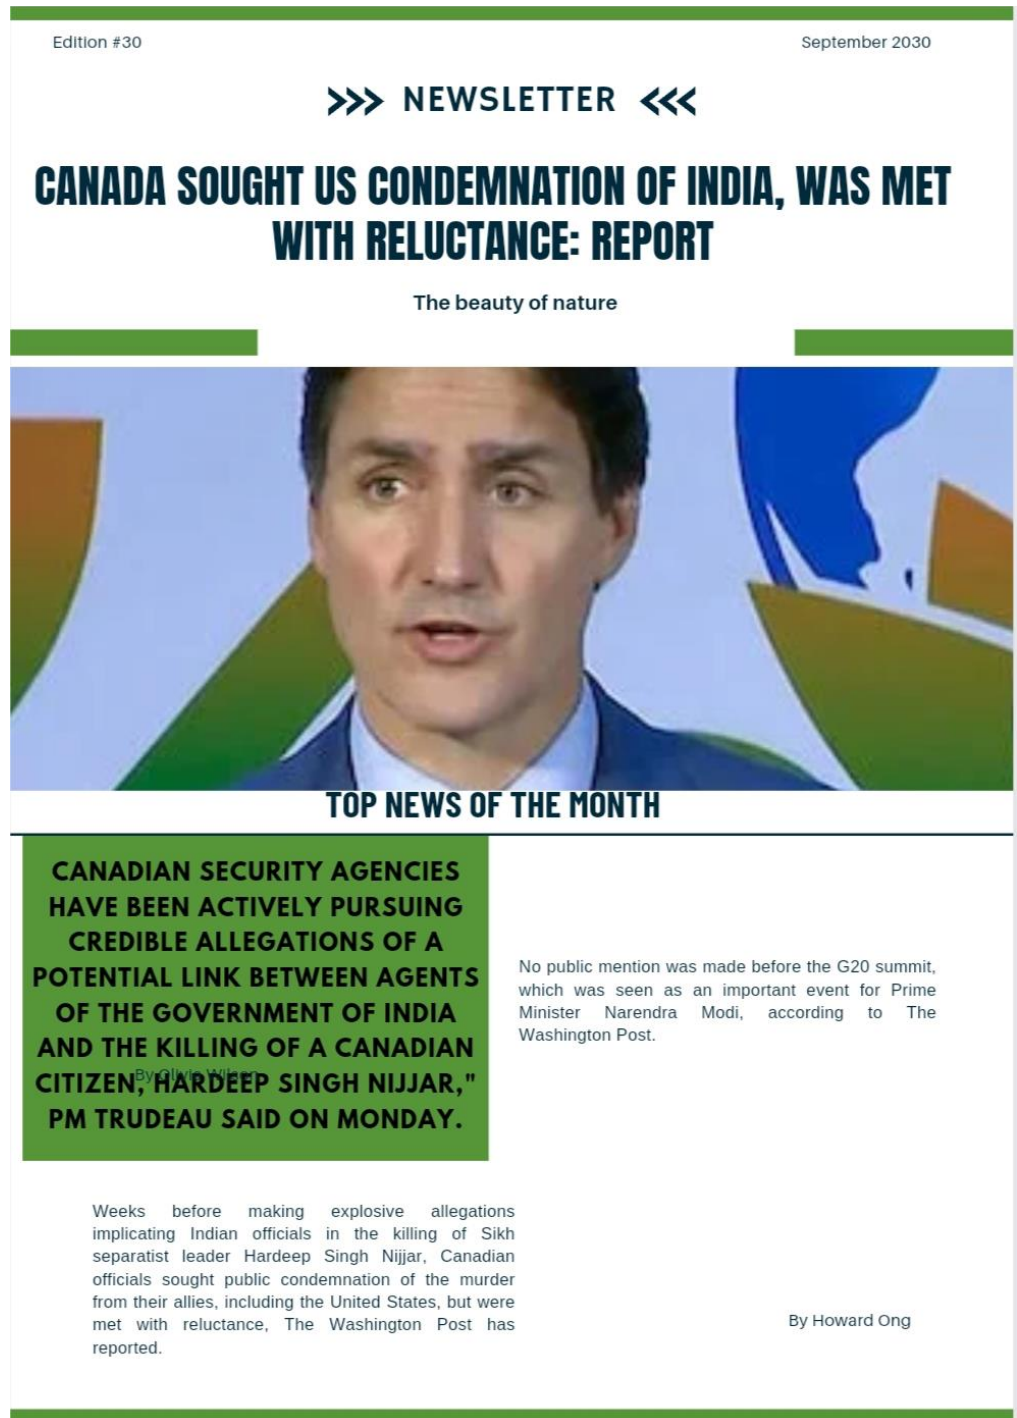 Edition #30
September 2030
>>> NEWSLETTER <<<
CANADA SOUGHT US CONDEMNATION OF INDIA, WAS MET
WITH RELUCTANCE: REPORT
The beauty of nature
TOP NEWS OF THE MONTH
CANADIAN SECURITY AGENCIES
HAVE BEEN ACTIVELY PURSUING
CREDIBLE ALLEGATIONS OF A
POTENTIAL LINK BETWEEN AGENTS
OF THE GOVERNMENT OF INDIA
AND THE KILLING OF A CANADIAN
CITIZEN, HARDEEP SINGH NIJJAR,"
PM TRUDEAU SAID ON MONDAY.
By Olivia Wilson
No public mention was made before the G20 summit,
which was seen as an important event for Prime
Minister Narendra Modi, according to The
Washington Post.
Weeks before making explosive allegations
implicating Indian officials in the killing of Sikh
separatist leader Hardeep Singh Nijjar, Canadian
officials sought public condemnation of the murder
from their allies, including the United States, but were
met with reluctance, The Washington Post has
reported.
By Howard Ong